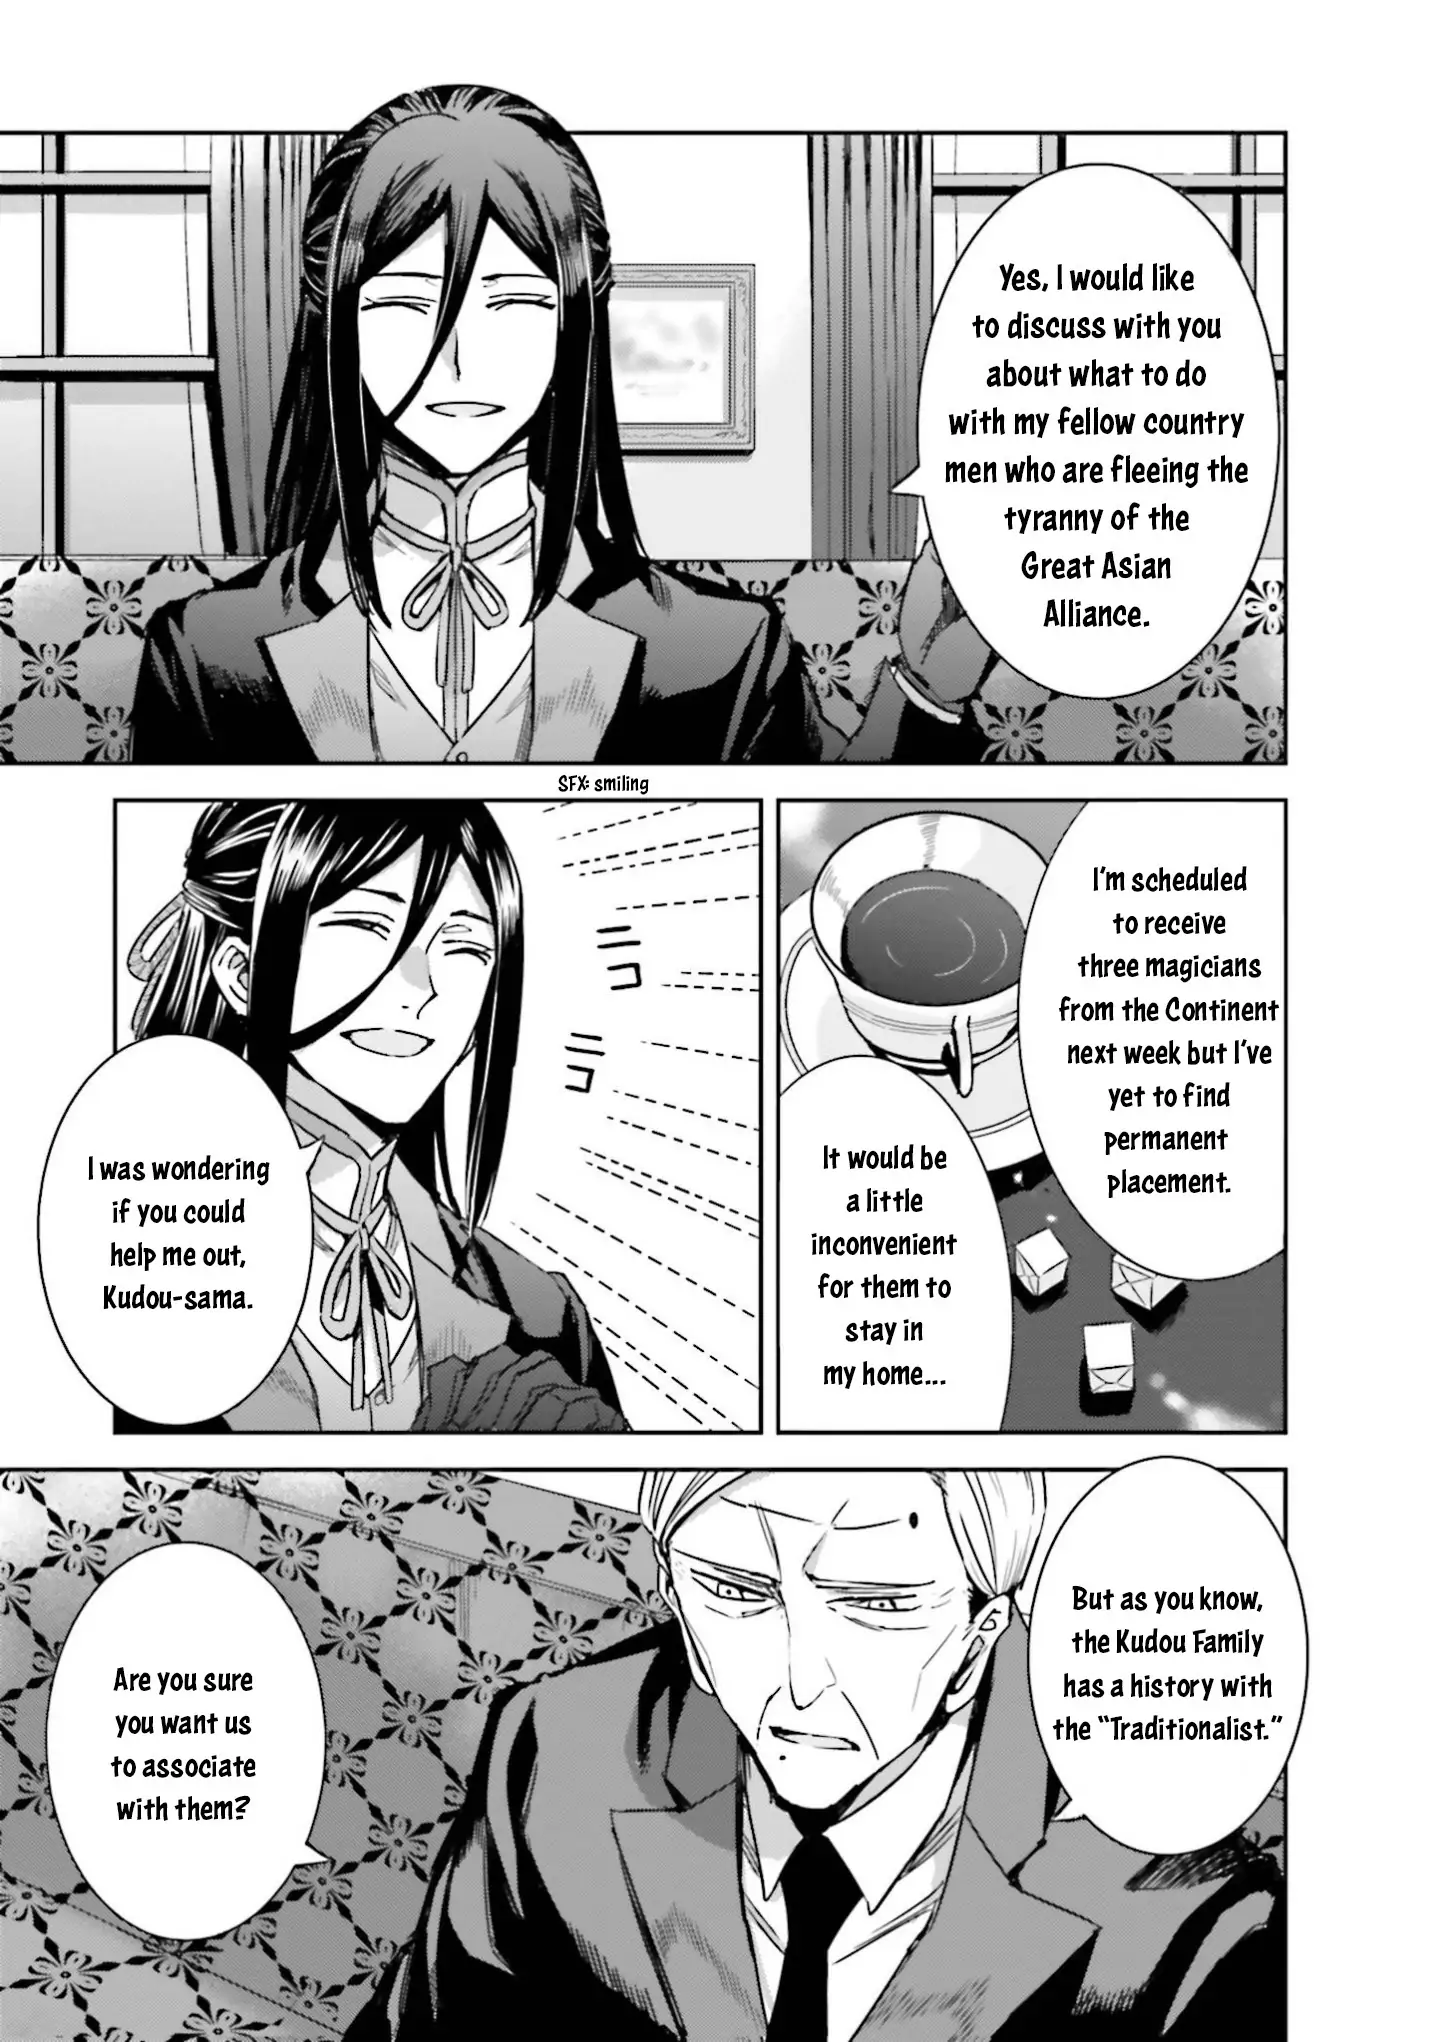 Yes, I would like
to discuss with you
about what to do
with my fellow country
men who are fleeing the
tyranny of the
Great Asian
Alliance.
I'm scheduled
to receive
three magicians
from the Continent
next week but I've
yet to find
permanent
placement.
It would be
a little
inconvenient
for them to
stay in
my home...
SFX: smiling
ニコ
ニコ
I was wondering
if you could
help me out,
Kudou-sama.
But as you know,
the Kudou Family
has a history with
the "Traditionalist."
Are you sure
you want us
to associate
with them?